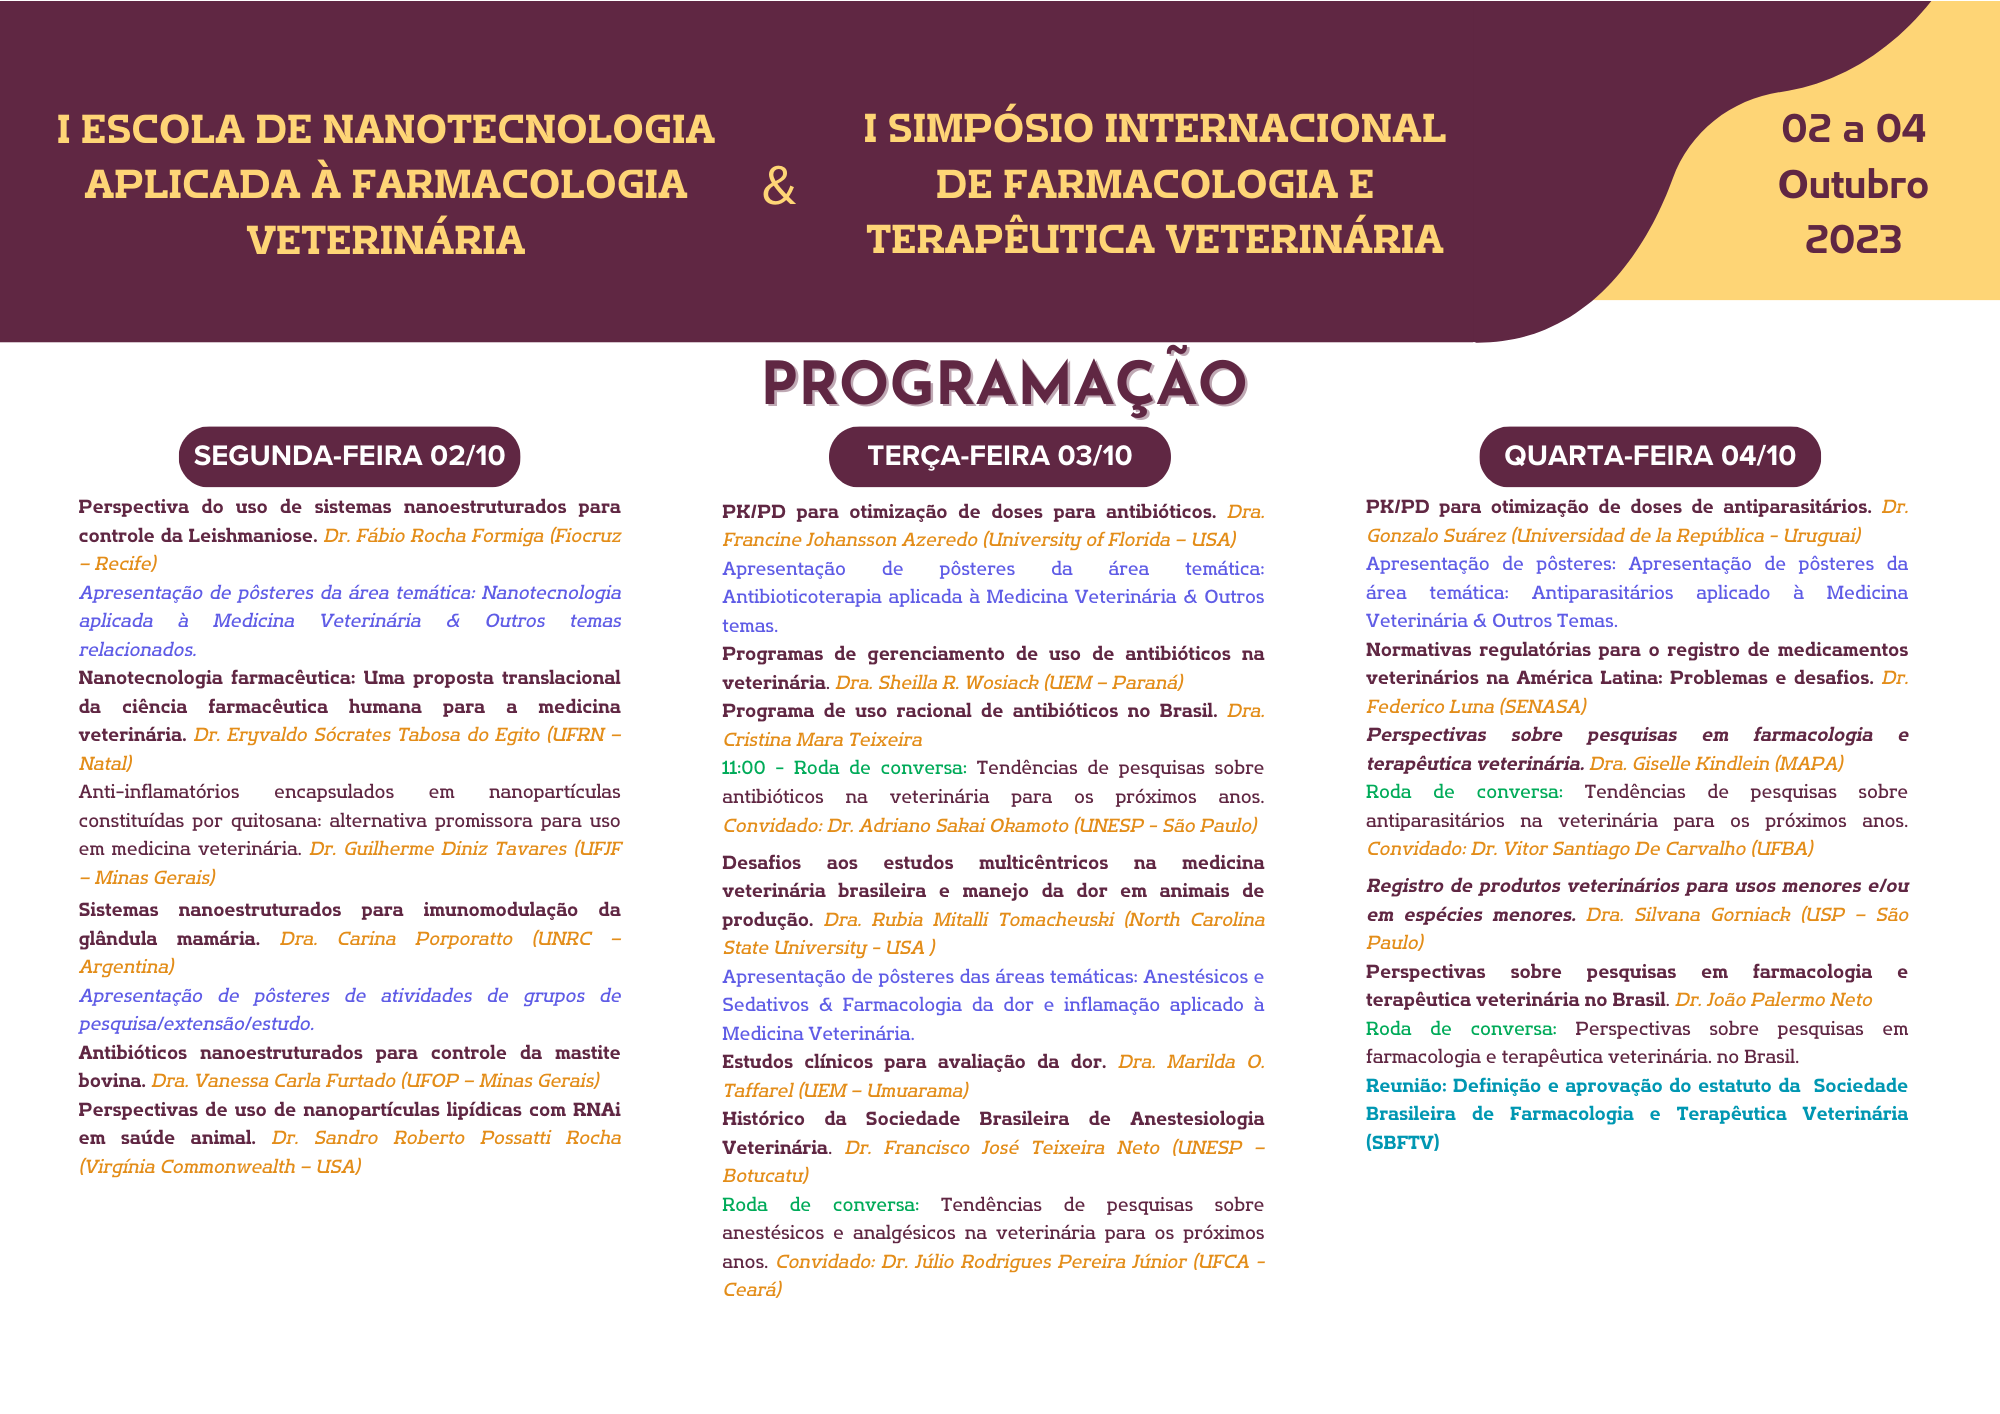 I ESCOLA DE NANOTECNOLOGIA
APLICADA À FARMACOLOGIA
VETERINÁRIA
&
I SIMPÓSIO INTERNACIONAL
DE FARMACOLOGIA E
TERAPÊUTICA VETERINÁRIA
02 a 04
Outubro
2023
PROGRAMAÇÃO
SEGUNDA-FEIRA 02/10
Perspectiva do uso de sistemas nanoestruturados para
controle da Leishmaniose. Dr. Fábio Rocha Formiga (Fiocruz
– Recife)
Apresentação de pôsteres da área temática: Nanotecnologia
aplicada à Medicina Veterinária & Outros temas
relacionados.
Nanotecnologia farmacêutica: Uma proposta translacional
da ciência farmacêutica humana para a medicina
veterinária. Dr. Eryvaldo Sócrates Tabosa do Egito (UFRN –
Natal)
Anti-inflamatórios encapsulados em nanopartículas
constituídas por quitosana: alternativa promissora para uso
em medicina veterinária. Dr. Guilherme Diniz Tavares (UFJF
– Minas Gerais)
Sistemas nanoestruturados para imunomodulação da
glândula mamária. Dra. Carina Porporatto (UNRC –
Argentina)
Apresentação de pôsteres de atividades de grupos de
pesquisa/extensão/estudo.
Antibióticos nanoestruturados para controle da mastite
bovina. Dra. Vanessa Carla Furtado (UFOP – Minas Gerais)
Perspectivas de uso de nanopartículas lipídicas com RNAi
em saúde animal. Dr. Sandro Roberto Possatti Rocha
(Virgínia Commonwealth – USA)
TERÇA-FEIRA 03/10
PK/PD para otimização de doses para antibióticos. Dra.
Francine Johansson Azeredo (University of Florida – USA)
Apresentação de pôsteres da área temática:
Antibioticoterapia aplicada à Medicina Veterinária & Outros
temas.
Programas de gerenciamento de uso de antibióticos na
veterinária. Dra. Sheilla R. Wosiack (UEM – Paraná)
Programa de uso racional de antibióticos no Brasil. Dra.
Cristina Mara Teixeira
11:00 - Roda de conversa: Tendências de pesquisas sobre
antibióticos na veterinária para os próximos anos.
Convidado: Dr. Adriano Sakai Okamoto (UNESP - São Paulo)
Desafios aos estudos multicêntricos na medicina
veterinária brasileira e manejo da dor em animais de
produção. Dra. Rubia Mitalli Tomacheuski (North Carolina
State University - USA )
Apresentação de pôsteres das áreas temáticas: Anestésicos e
Sedativos & Farmacologia da dor e inflamação aplicado à
Medicina Veterinária.
Estudos clínicos para avaliação da dor. Dra. Marilda O.
Taffarel (UEM – Umuarama)
Histórico da Sociedade Brasileira de Anestesiologia
Veterinária. Dr. Francisco José Teixeira Neto (UNESP –
Botucatu)
Roda de conversa: Tendências de pesquisas sobre
anestésicos e analgésicos na veterinária para os próximos
anos. Convidado: Dr. Júlio Rodrigues Pereira Júnior (UFCA -
Ceará)
QUARTA-FEIRA 04/10
PK/PD para otimização de doses de antiparasitários. Dr.
Gonzalo Suárez (Universidad de la República - Uruguai)
Apresentação de pôsteres: Apresentação de pôsteres da
área temática: Antiparasitários aplicado à Medicina
Veterinária & Outros Temas.
Normativas regulatórias para o registro de medicamentos
veterinários na América Latina: Problemas e desafios. Dr.
Federico Luna (SENASA)
Perspectivas sobre pesquisas em farmacologia e
terapêutica veterinária. Dra. Giselle Kindlein (MAPA)
Roda de conversa: Tendências de pesquisas sobre
antiparasitários na veterinária para os próximos anos.
Convidado: Dr. Vitor Santiago De Carvalho (UFBA)
Registro de produtos veterinários para usos menores e/ou
em espécies menores. Dra. Silvana Gorniack (USP – São
Paulo)
Perspectivas sobre pesquisas em farmacologia e
terapêutica veterinária no Brasil. Dr. João Palermo Neto
Roda de conversa: Perspectivas sobre pesquisas em
farmacologia e terapêutica veterinária. no Brasil.
Reunião: Definição e aprovação do estatuto da Sociedade
Brasileira de Farmacologia e Terapêutica Veterinária
(SBFTV)